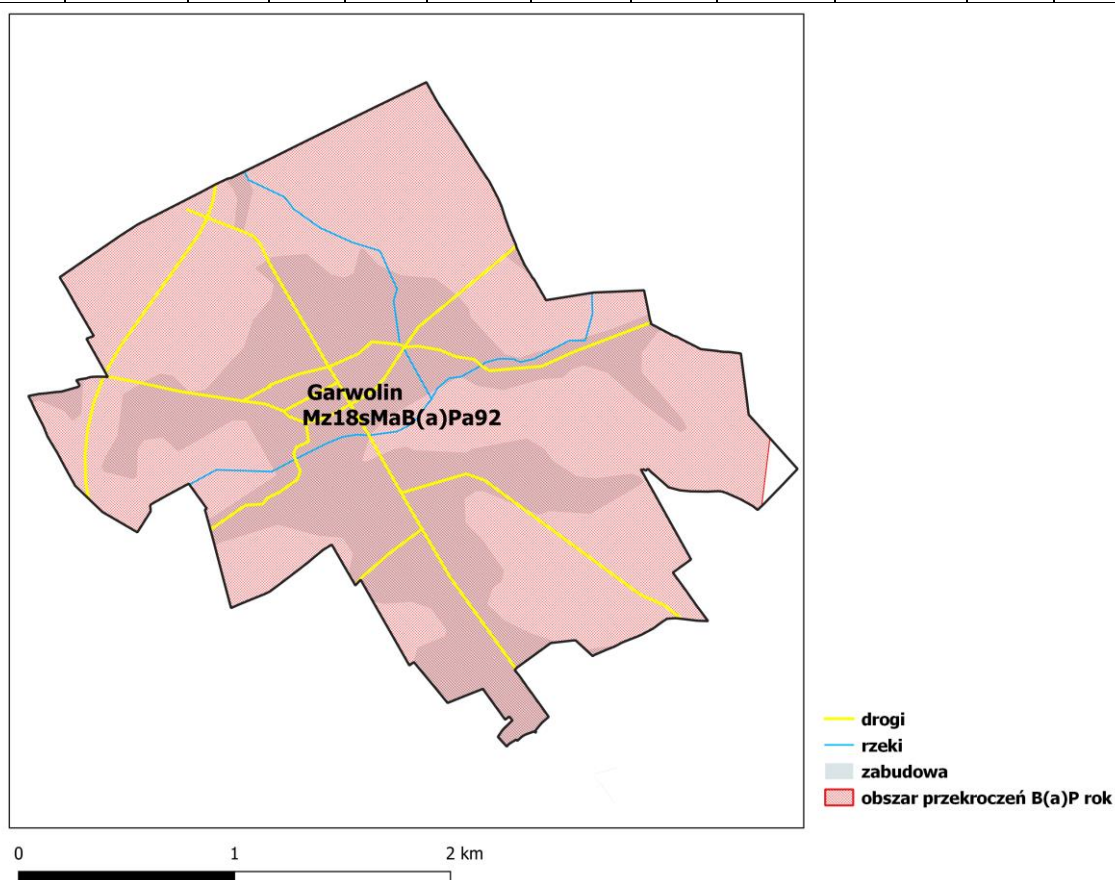 Garwolin
Mz18sMaB(a)Pa92
drogi
rzeki
zabudowa
obszar przekroczeń B(a)P rok
0 1 2 km